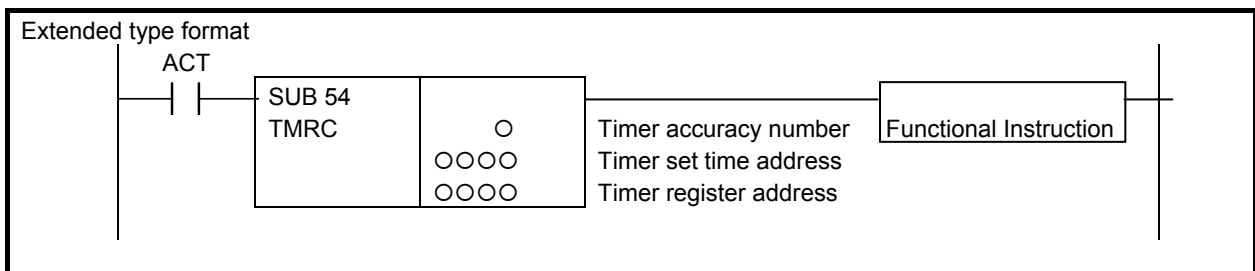 Extended type format
ACT
SUB 54
TMRC ○ Timer accuracy number Functional Instruction
○○○○ Timer set time address
○○○○ Timer register address